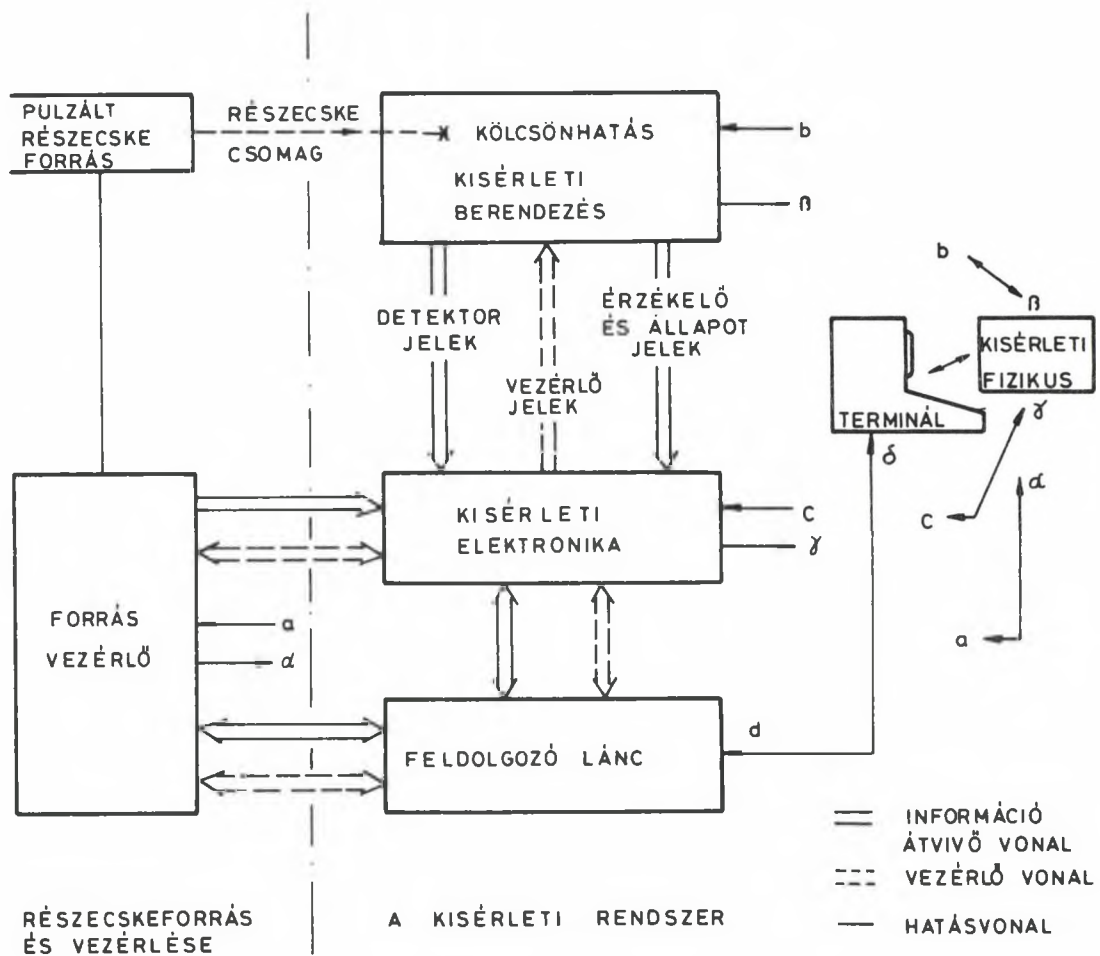 PULZÁLT
RÉSZECSKE
FORRÁS
RÉSZECSKE
CSOMAG
KÖLCSÖNHATÁS
KISÉRLETI
BERENDEZÉS
b
β
DETEKTOR
JELEK
VEZÉRLŐ
JELEK
ÉRZÉKELŐ
ÉS ÁLLAPOT
JELEK
b
β
KISÉRLETI
FIZIKUS
γ
TERMINÁL
δ
α
C
a
KISÉRLETI
ELEKTRONIKA
C
γ
FORRÁS
VEZÉRLŐ
a
α
FELDOLGOZÓ LÁNC
d
INFORMÁCIÓ
ÁTVIVŐ VONAL
VEZÉRLŐ VONAL
HATÁSVONAL
RÉSZECSKEFORRÁS
ÉS VEZÉRLÉSE
A KISÉRLETI RENDSZER